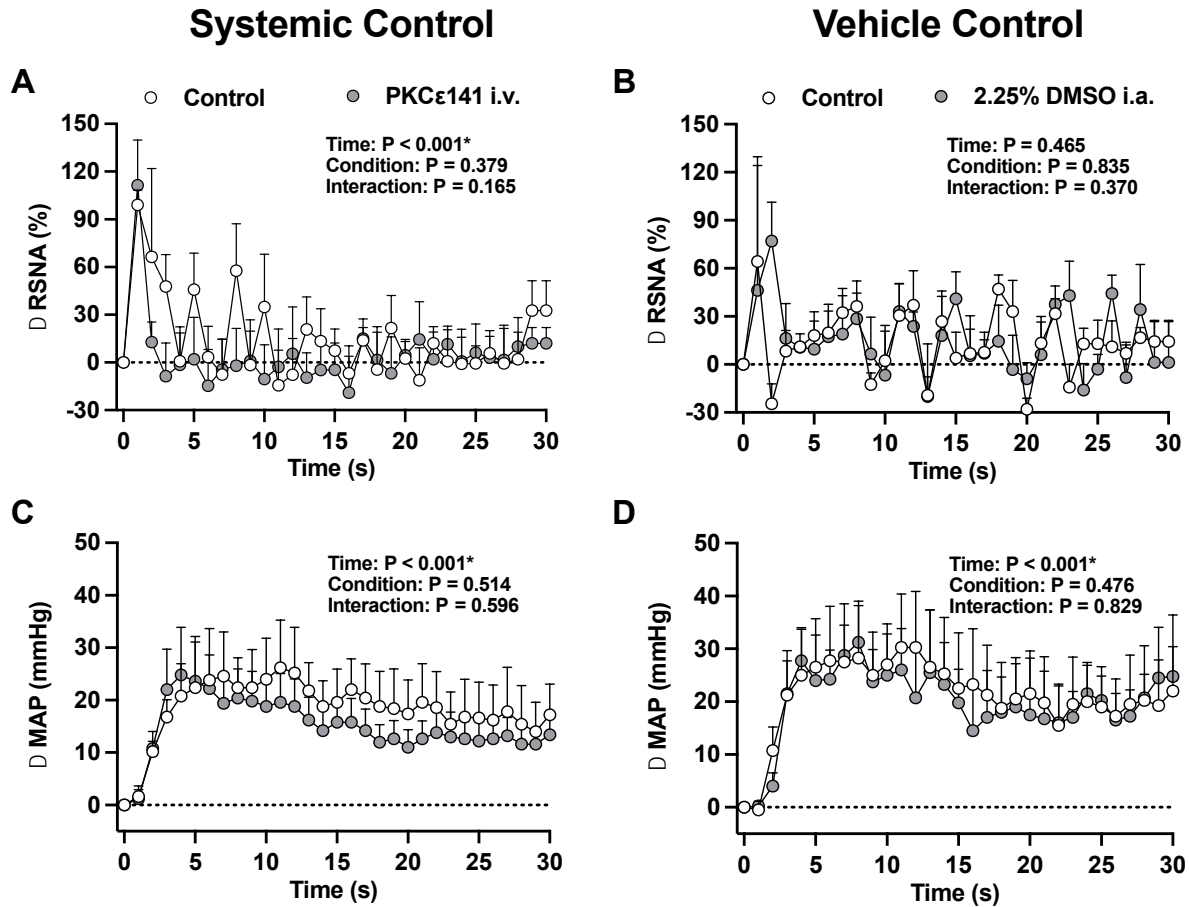 Systemic Control
Vehicle Control
A
Control
PKCε141 i.v.
Time: P < 0.001*
Condition: P = 0.379
Interaction: P = 0.165
D RSNA (%)
150
120
90
60
30
0
-30
0 5 10 15 20 25 30
Time (s)
B
Control
2.25% DMSO i.a.
Time: P = 0.465
Condition: P = 0.835
Interaction: P = 0.370
D RSNA (%)
150
120
90
60
30
0
-30
0 5 10 15 20 25 30
Time (s)
C
Time: P < 0.001*
Condition: P = 0.514
Interaction: P = 0.596
D MAP (mmHg)
50
40
30
20
10
0
0 5 10 15 20 25 30
Time (s)
D
Time: P < 0.001*
Condition: P = 0.476
Interaction: P = 0.829
D MAP (mmHg)
50
40
30
20
10
0
0 5 10 15 20 25 30
Time (s)